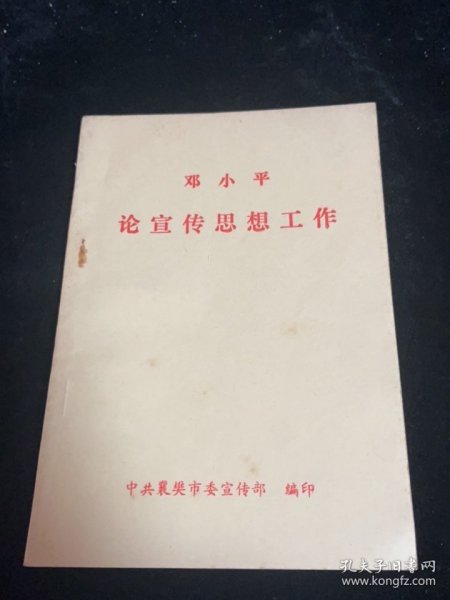 邓小平
论宣传思想工作
中共襄樊市委宣传部 编印
孔夫子旧书网
www.kongfz.com